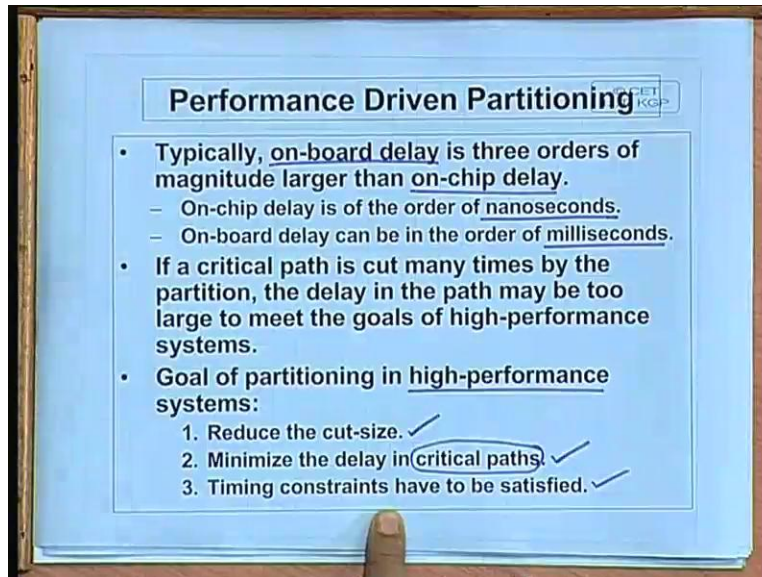 Performance Driven Partitioning
CET
KGP
• Typically, on-board delay is three orders of
magnitude larger than on-chip delay.
– On-chip delay is of the order of nanoseconds.
– On-board delay can be in the order of milliseconds.
• If a critical path is cut many times by the
partition, the delay in the path may be too
large to meet the goals of high-performance
systems.
• Goal of partitioning in high-performance
systems:
1. Reduce the cut-size.
2. Minimize the delay in critical paths.
3. Timing constraints have to be satisfied.